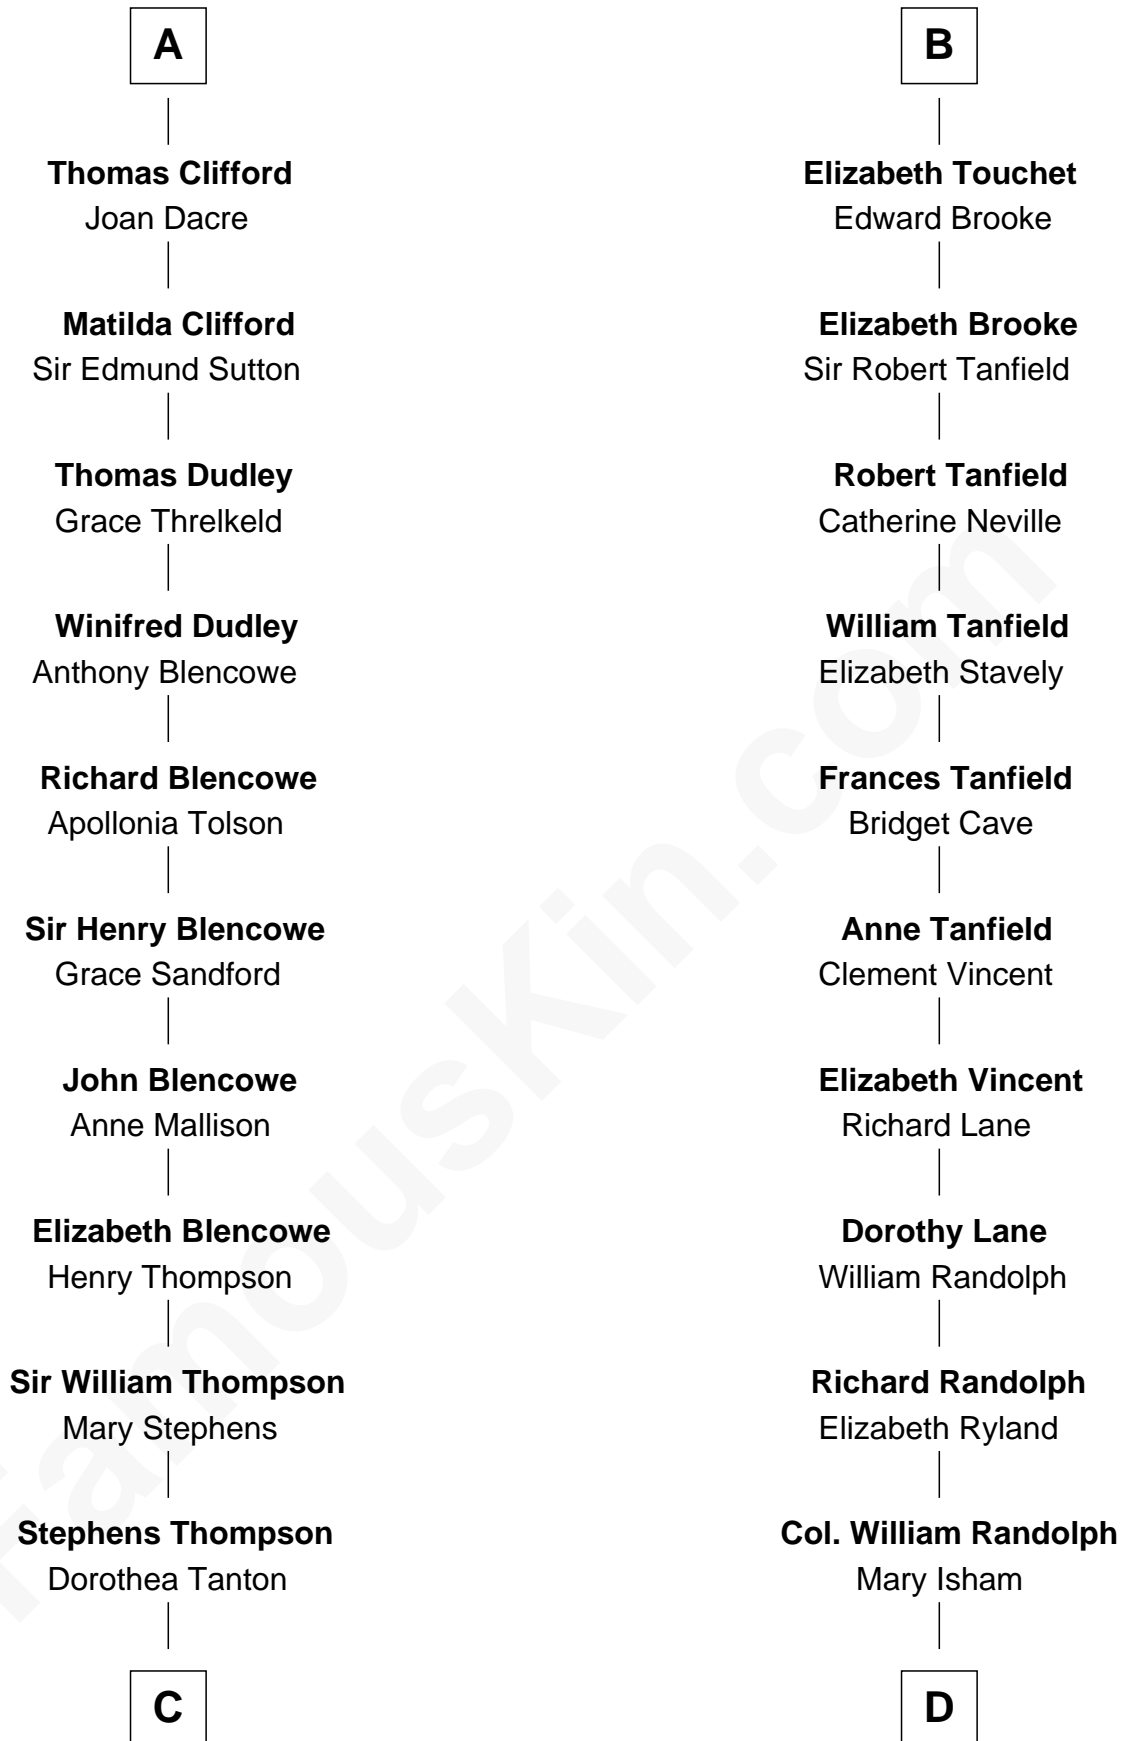 A
Thomas Clifford
Joan Dacre
Matilda Clifford
Sir Edmund Sutton
Thomas Dudley
Grace Threlkeld
Winifred Dudley
Anthony Blencowe
Richard Blencowe
Apollonia Tolson
Sir Henry Blencowe
Grace Sandford
John Blencowe
Anne Mallison
Elizabeth Blencowe
Henry Thompson
Sir William Thompson
Mary Stephens
Stephens Thompson
Dorothea Tanton
C
B
Elizabeth Touchet
Edward Brooke
Elizabeth Brooke
Sir Robert Tanfield
Robert Tanfield
Catherine Neville
William Tanfield
Elizabeth Stavely
Frances Tanfield
Bridget Cave
Anne Tanfield
Clement Vincent
Elizabeth Vincent
Richard Lane
Dorothy Lane
William Randolph
Richard Randolph
Elizabeth Ryland
Col. William Randolph
Mary Isham
D
FamousKin.com